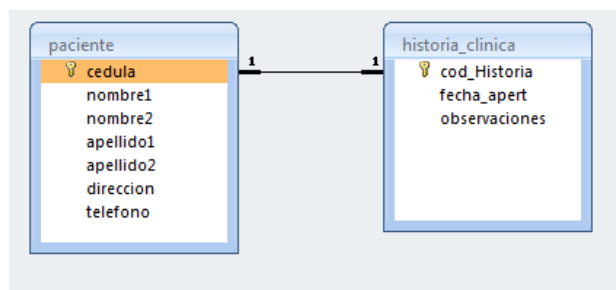 paciente
cedula
nombre1
nombre2
apellido1
apellido2
direccion
telefono
1
1
historia_clinica
cod_Historia
fecha_apert
observaciones